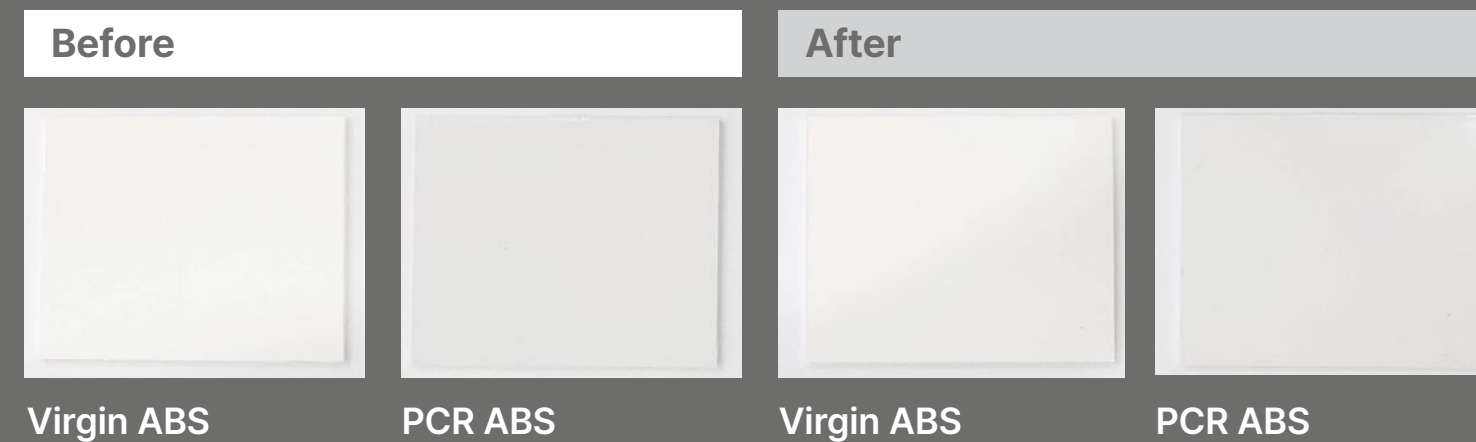 Before
After
Virgin ABS
PCR ABS
Virgin ABS
PCR ABS